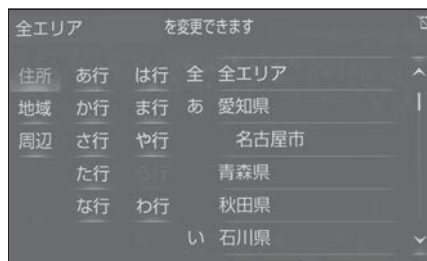 全エリア を変更できます
住所 あ行 は行 全 全エリア
地域 か行 ま行 あ 愛知県
周辺 さ行 や行 名古屋市
た行 ら行 青森県
な行 わ行 秋田県
い 石川県